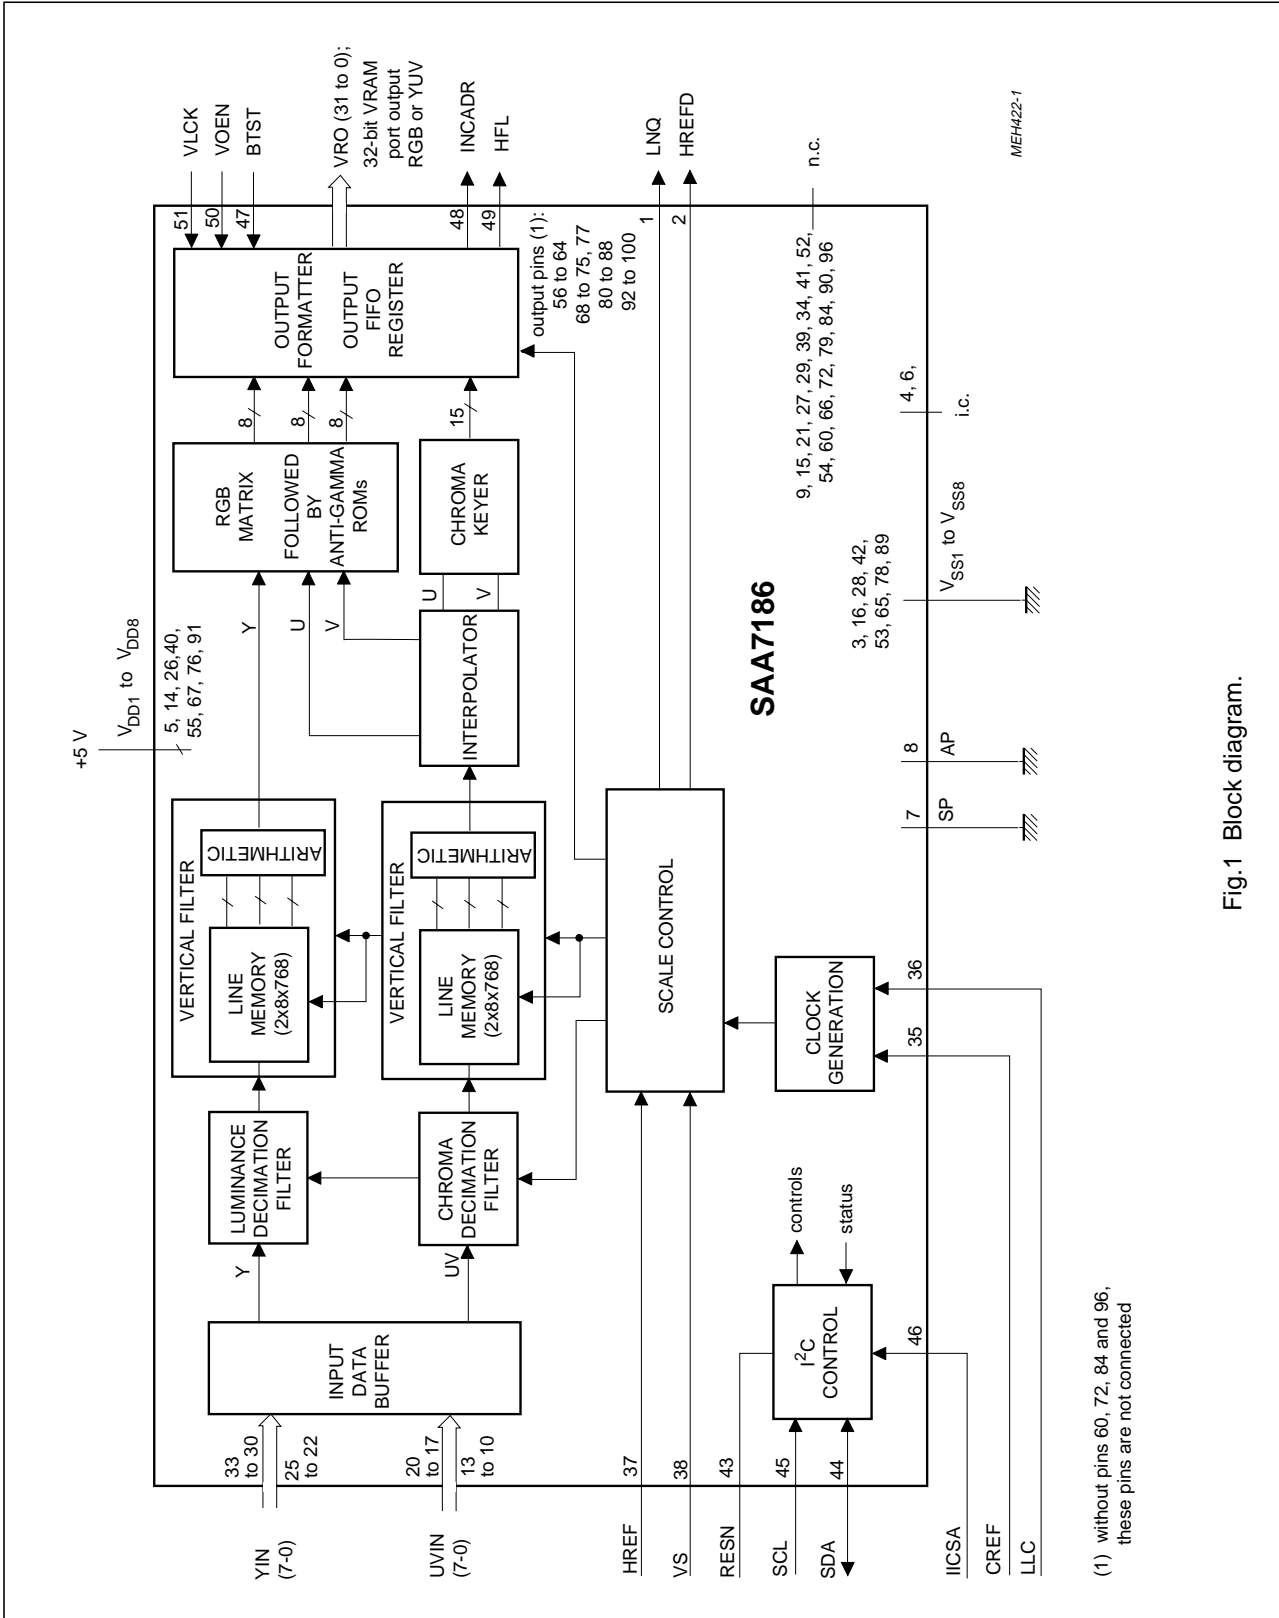 +5 V
VDD1 to VDD8
5, 14, 26,40,
55, 67, 76, 91
YIN
(7-0)
33
to 30
25
to 22
UVIN
(7-0)
20
to 17
13
to 10
INPUT
DATA
BUFFER
Y
UV
LUMINANCE
DECIMATION
FILTER
CHROMA
DECIMATION
FILTER
VERTICAL FILTER
LINE
MEMORY
(2x8x768)
ARITHMETIC
VERTICAL FILTER
LINE
MEMORY
(2x8x768)
ARITHMETIC
Y
U
V
INTERPOLATOR
U
V
RGB
MATRIX
FOLLOWED
BY
ANTI-GAMMA
ROMs
CHROMA
KEYER
8
8
8
15
OUTPUT
FORMATTER
OUTPUT
FIFO
REGISTER
51
VLCK
50
VOEN
47
BTST
VRO (31 to 0);
32-bit VRAM
port output
RGB or YUV
48
INCADR
49
HFL
output pins (1):
56 to 64
68 to 75, 77
80 to 88
92 to 100
HREF
37
VS
38
SCALE CONTROL
1
LNQ
2
HREFD
RESN
43
SCL
45
SDA
44
I²C
CONTROL
controls
status
46
IICSA
CLOCK
GENERATION
35
36
CREF
LLC
SAA7186
7
SP
8
AP
3, 16, 28, 42,
53, 65, 78, 89
VSS1 to VSS8
4, 6,
i.c.
9, 15, 21, 27, 29, 39, 34, 41, 52,
54, 60, 66, 72, 79, 84, 90, 96
n.c.
MEH422-1
(1) without pins 60, 72, 84 and 96,
these pins are not connected
Fig.1 Block diagram.